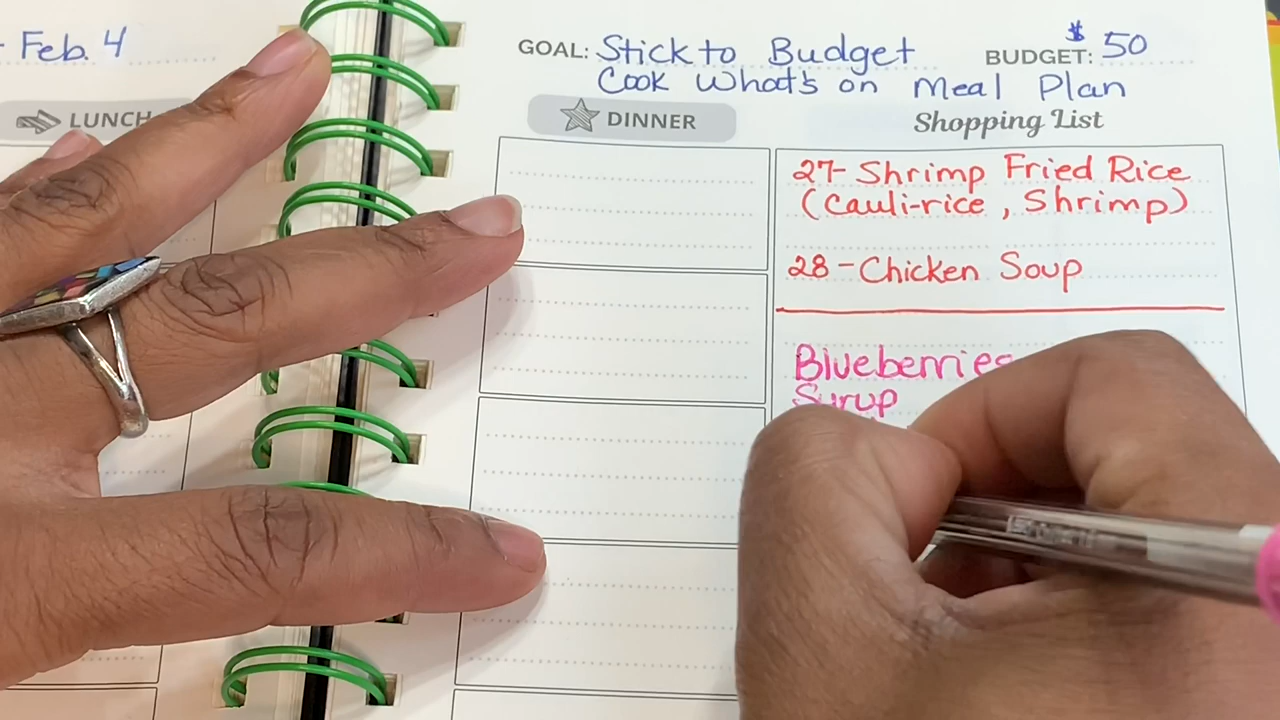 - Feb. 4
LUNCH
GOAL: Stick to Budget
Cook What's on Meal Plan
BUDGET: $50
DINNER
Shopping List
27- Shrimp Fried Rice
(Cauli-rice, Shrimp)
28 - Chicken Soup
Blueberries
Syrup